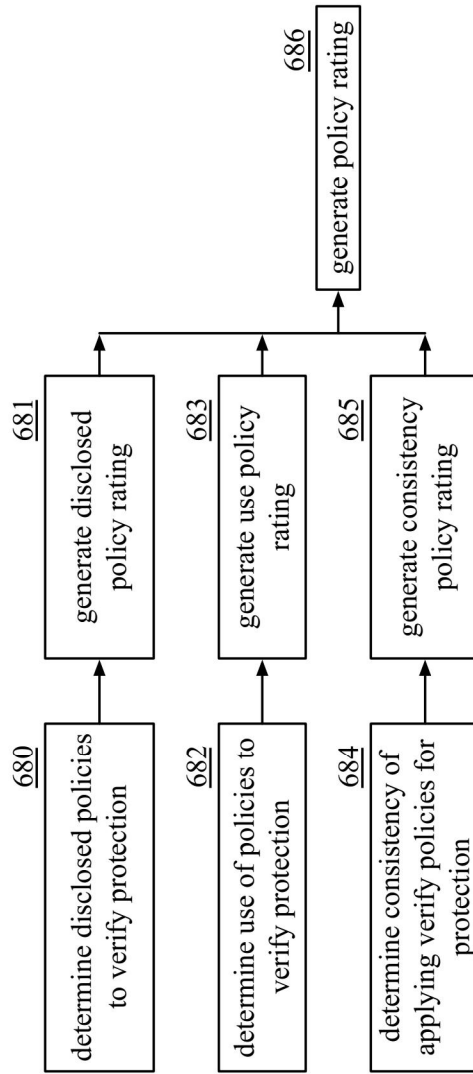 680
determine disclosed policies
to verify protection
681
generate disclosed
policy rating
682
determine use of policies to
verify protection
683
generate use policy
rating
684
determine consistency of
applying verify policies for
protection
685
generate consistency
policy rating
686
generate policy rating